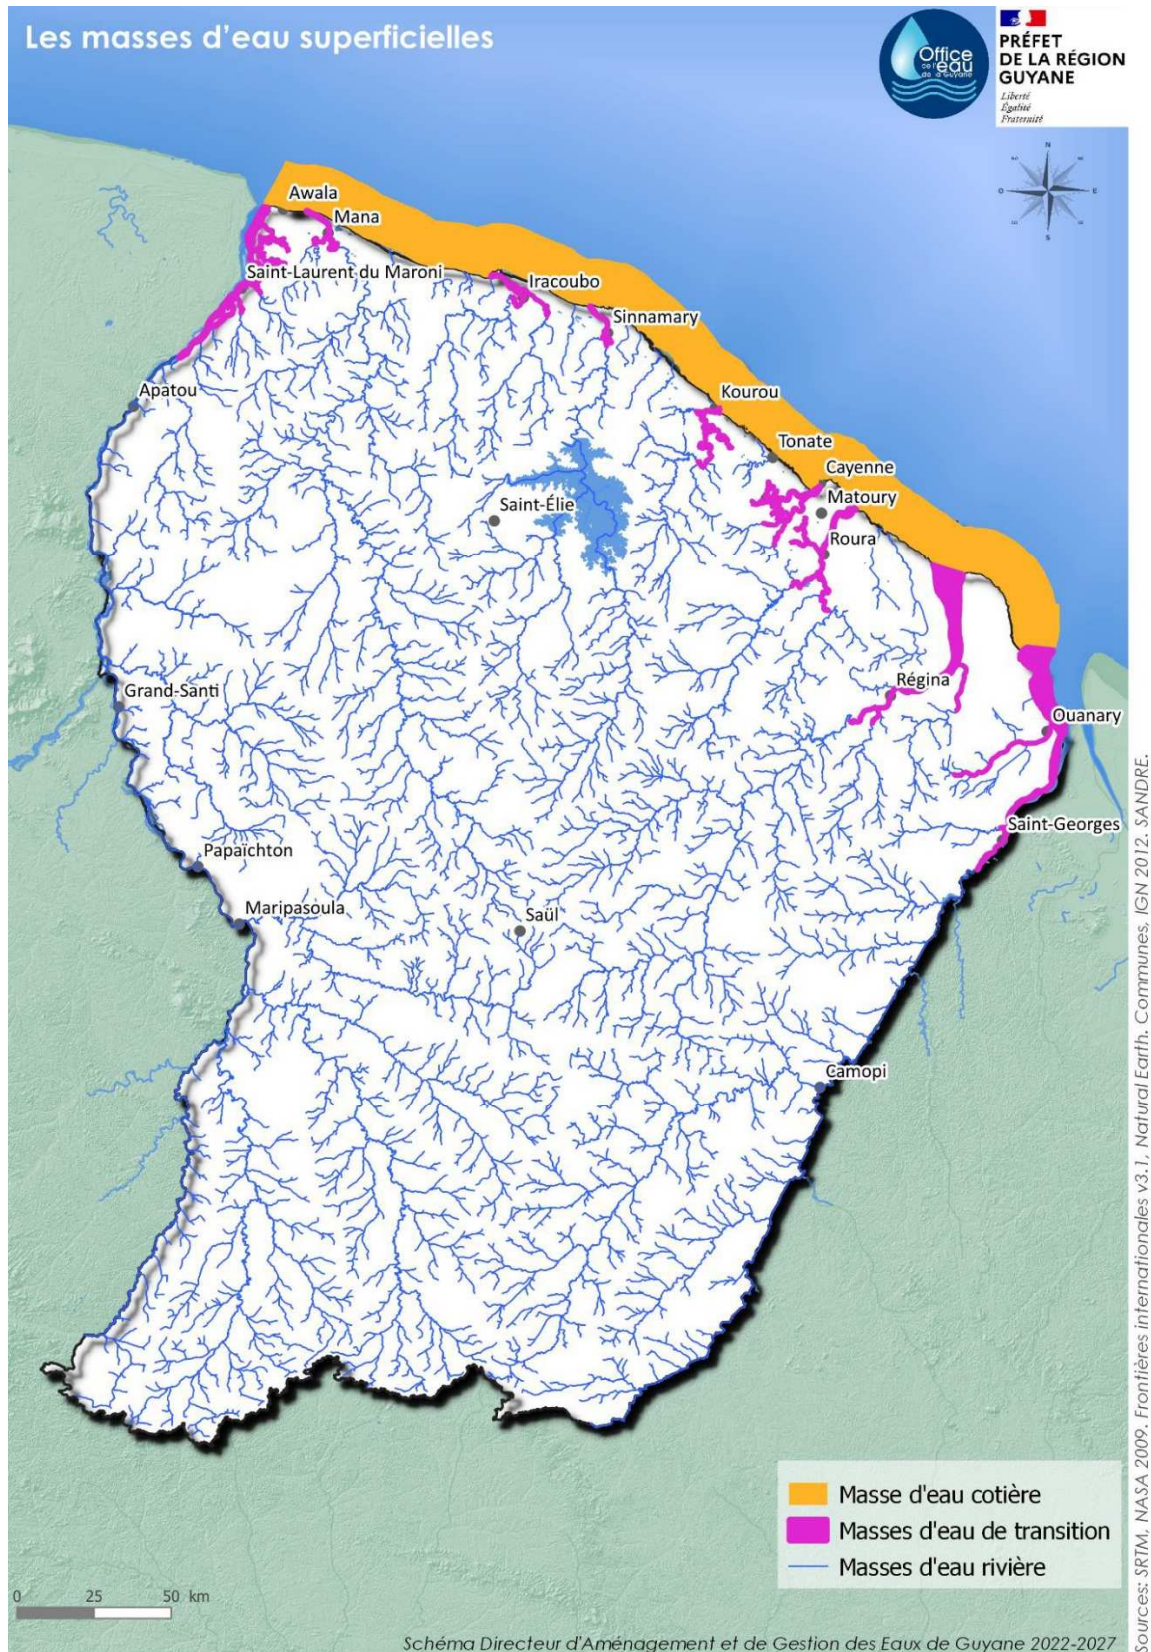 Les masses d'eau superficielles
Office
de l'eau
de la Guyane
PRÉFET
DE LA RÉGION
GUYANE
Liberté
Égalité
Fraternité
N
O
E
S
Awala
Mana
Saint-Laurent du Maroni
Iracoubo
Sinnamary
Apatou
Kourou
Tonate
Cayenne
Matoury
Saint-Élie
Roura
Régina
Grand-Santi
Ouanary
Saint-Georges
Papaïchton
Maripasoula
Saül
Camopi
Masse d'eau cotière
Masses d'eau de transition
Masses d'eau rivière
0 25 50 km
Schéma Directeur d'Aménagement et de Gestion des Eaux de Guyane 2022-2027
Sources: SRTM, NASA 2009. Frontières internationales v3.1, Natural Earth. Communes, IGN 2012. SANDRE.